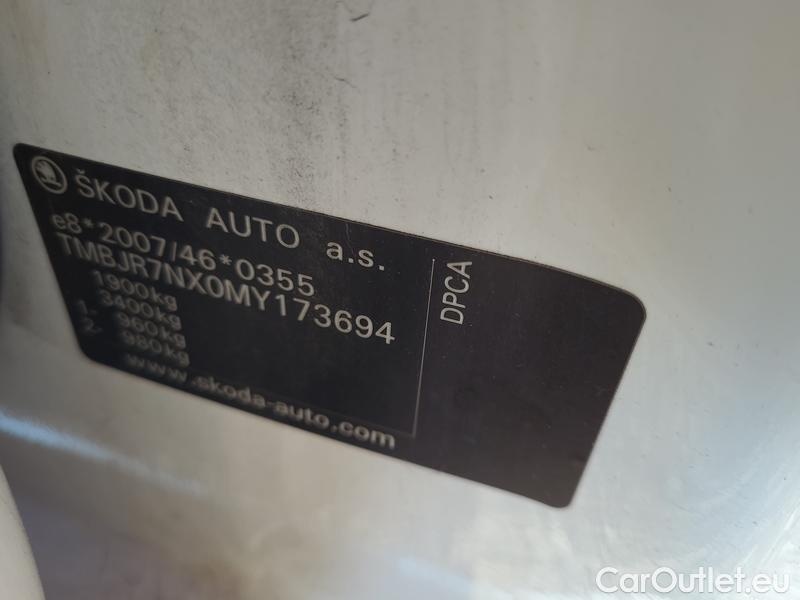 ŠKODA AUTO a.s.
e8*2007/46*0355
TMBJR7NX0MY173694
1900kg
3400kg
1- 960kg
2- 980kg
www.skoda-auto.com
DPCA
CarOutlet.eu